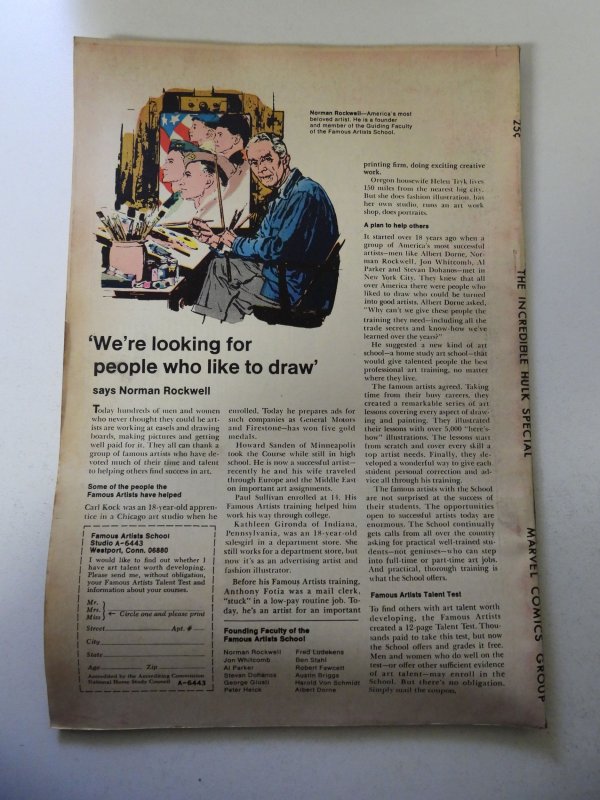 Norman Rockwell—America's most
beloved artist. He is a founder
and member of the Guiding Faculty
of the Famous Artists School.
'We're looking for
people who like to draw'
says Norman Rockwell
Today hundreds of men and women
who never thought they could be art-
ists are working at easels and drawing
boards, making pictures and getting
well paid for it. They all can thank a
group of famous artists who have de-
voted much of their time and talent
to helping others find success in art.
Some of the people the
Famous Artists have helped
Carl Kock was an 18-year-old appren-
tice in a Chicago art studio when he
Famous Artists School
Studio A-6443
Westport, Conn. 06880
I would like to find out whether I
have art talent worth developing.
Please send me, without obligation,
your Famous Artists Talent Test and
information about your courses.
Mr.
Mrs.
Miss
← Circle one and please print
Street Apt. #
City
State
Age Zip
Accredited by the Accrediting Commission
National Home Study Council A-6443
enrolled. Today he prepares ads for
such companies as General Motors
and Firestone—has won five gold
medals.
Howard Sanden of Minneapolis
took the Course while still in high
school. He is now a successful artist—
recently he and his wife traveled
through Europe and the Middle East
on important art assignments.
Paul Sullivan enrolled at 14. His
Famous Artists training helped him
work his way through college.
Kathleen Gironda of Indiana,
Pennsylvania, was an 18-year-old
salesgirl in a department store. She
still works for a department store, but
now it's as an advertising artist and
fashion illustrator.
Before his Famous Artists training,
Anthony Fotia was a mail clerk,
"stuck" in a low-pay routine job. To-
day, he's an artist for an important
Founding Faculty of the
Famous Artists School
Norman Rockwell
Jon Whitcomb
Al Parker
Stevan Dohanos
George Giusti
Peter Helck
Fred Ludekens
Ben Stahl
Robert Fawcett
Austin Briggs
Harold Von Schmidt
Albert Dorne
printing firm, doing exciting creative
work.
Oregon housewife Helen Tryk lives
150 miles from the nearest big city.
But she does fashion illustration, has
her own studio, runs an art work
shop, does portraits.
A plan to help others
It started over 18 years ago when a
group of America's most successful
artists—men like Albert Dorne, Nor-
man Rockwell, Jon Whitcomb, Al
Parker and Stevan Dohanos—met in
New York City. They knew that all
over America there were people who
liked to draw who could be turned
into good artists. Albert Dorne asked,
"Why can't we give these people the
training they need—including all the
trade secrets and know-how we've
learned over the years?"
He suggested a new kind of art
school—a home study art school—that
would give talented people the best
professional art training, no matter
where they live.
The famous artists agreed. Taking
time from their busy careers, they
created a remarkable series of art
lessons covering every aspect of draw-
ing and painting. They illustrated
their lessons with over 5,000 "here's-
how" illustrations. The lessons start
from scratch and cover every skill a
top artist needs. Finally, they de-
veloped a wonderful way to give each
student personal correction and ad-
vice all through his training.
The famous artists with the School
are not surprised at the success of
their students. The opportunities
open to successful artists today are
enormous. The School continually
gets calls from all over the country
asking for practical well-trained stu-
dents—not geniuses—who can step
into full-time or part-time art jobs.
And practical, thorough training is
what the School offers.
Famous Artists Talent Test
To find others with art talent worth
developing, the Famous Artists
created a 12-page Talent Test. Thou-
sands paid to take this test, but now
the School offers and grades it free.
Men and women who do well on the
test—or offer other sufficient evidence
of art talent—may enroll in the
School. But there's no obligation.
Simply mail the coupon.
25¢
THE INCREDIBLE HULK SPECIAL
MARVEL COMICS GROUP